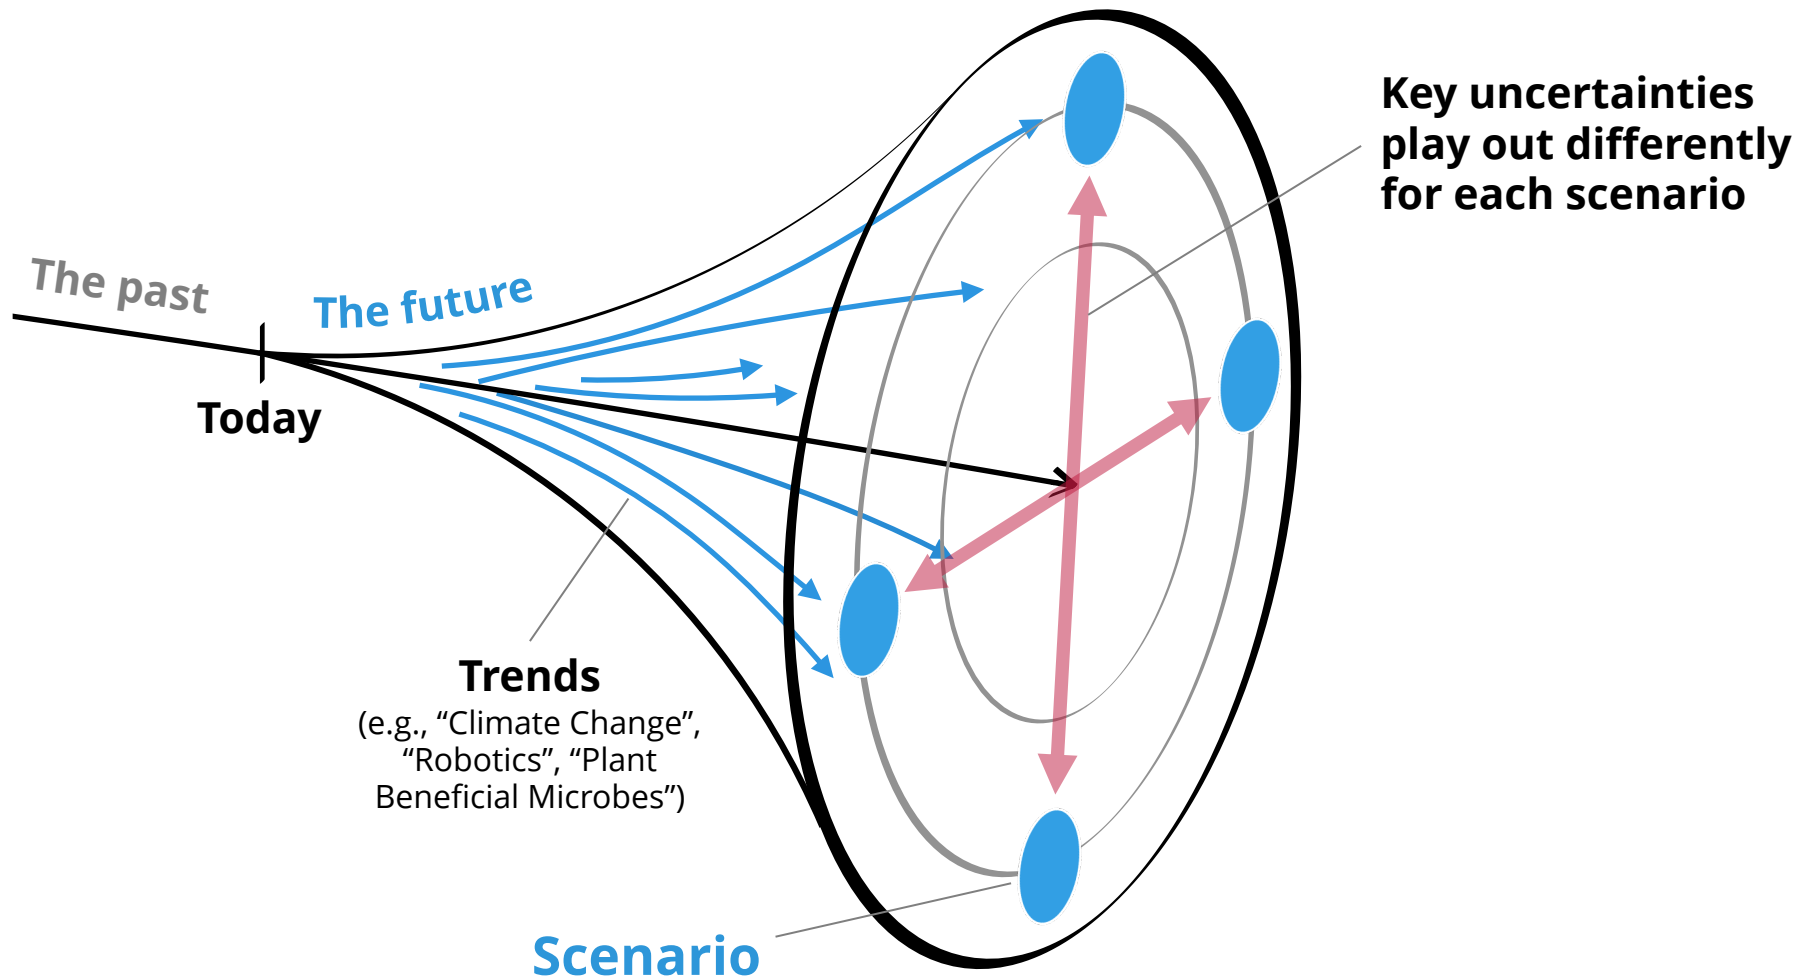 Key uncertainties
play out differently
for each scenario
The past
The future
Today
Trends
(e.g., “Climate Change”,
“Robotics”, “Plant
Beneficial Microbes”)
Scenario